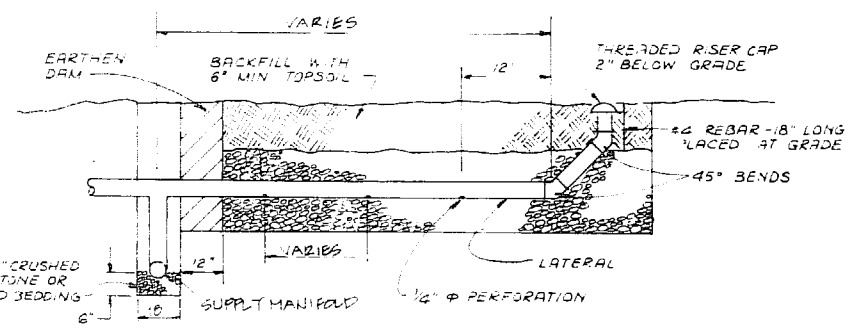 VARIES
EARTHEN
DAM
BACKFILL WITH
6" MIN TOPSOIL
12"
THREADED RISER CAP
2" BELOW GRADE
#4 REBAR -18" LONG
PLACED AT GRADE
45° BENDS
VARIES
LATERAL
12"
"CRUSHED
TONE OR
D BEDDING
SUPPLY MANIFOLD
1/4" Φ PERFORATION
6"
18